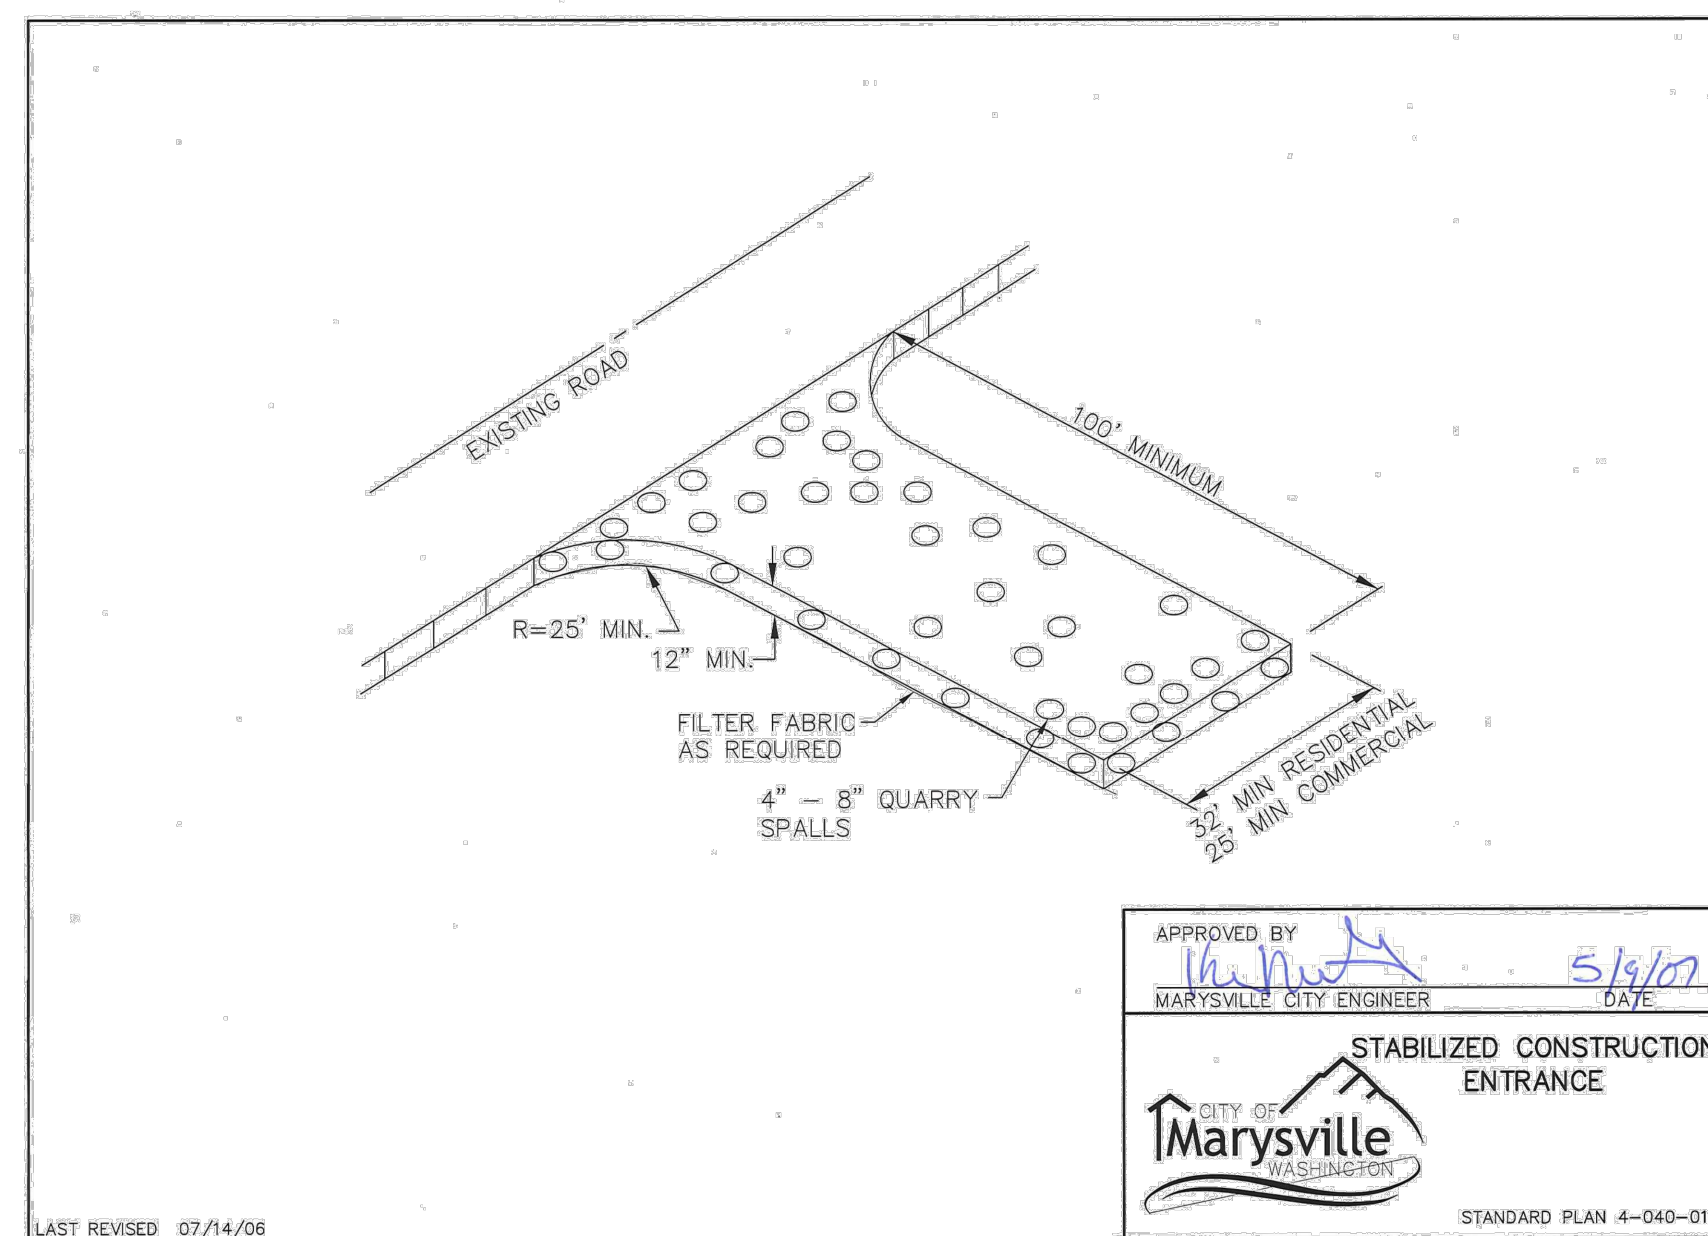 EXISTING ROAD
100' MINIMUM
R=25' MIN.
12" MIN.
FILTER FABRIC
AS REQUIRED
4" – 8" QUARRY
SPALLS
32' MIN RESIDENTIAL
25' MIN. COMMERCIAL
APPROVED BY
5/9/07
MARYSVILLE CITY ENGINEER DATE
STABILIZED CONSTRUCTION
ENTRANCE
CITY OF
Marysville
WASHINGTON
STANDARD PLAN 4-040-01
LAST REVISED 07/14/06